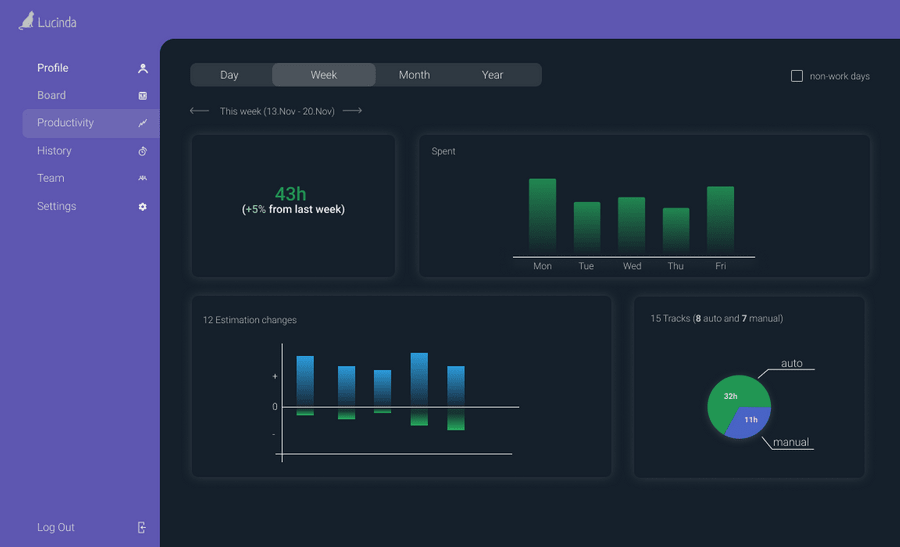 Lucinda
Profile
Board
Productivity
History
Team
Settings
Log Out
Day Week Month Year
non-work days
This week (13.Nov - 20.Nov)
43h
(+5% from last week)
Spent
Mon Tue Wed Thu Fri
12 Estimation changes
+
0
-
15 Tracks (8 auto and 7 manual)
auto
32h
11h
manual